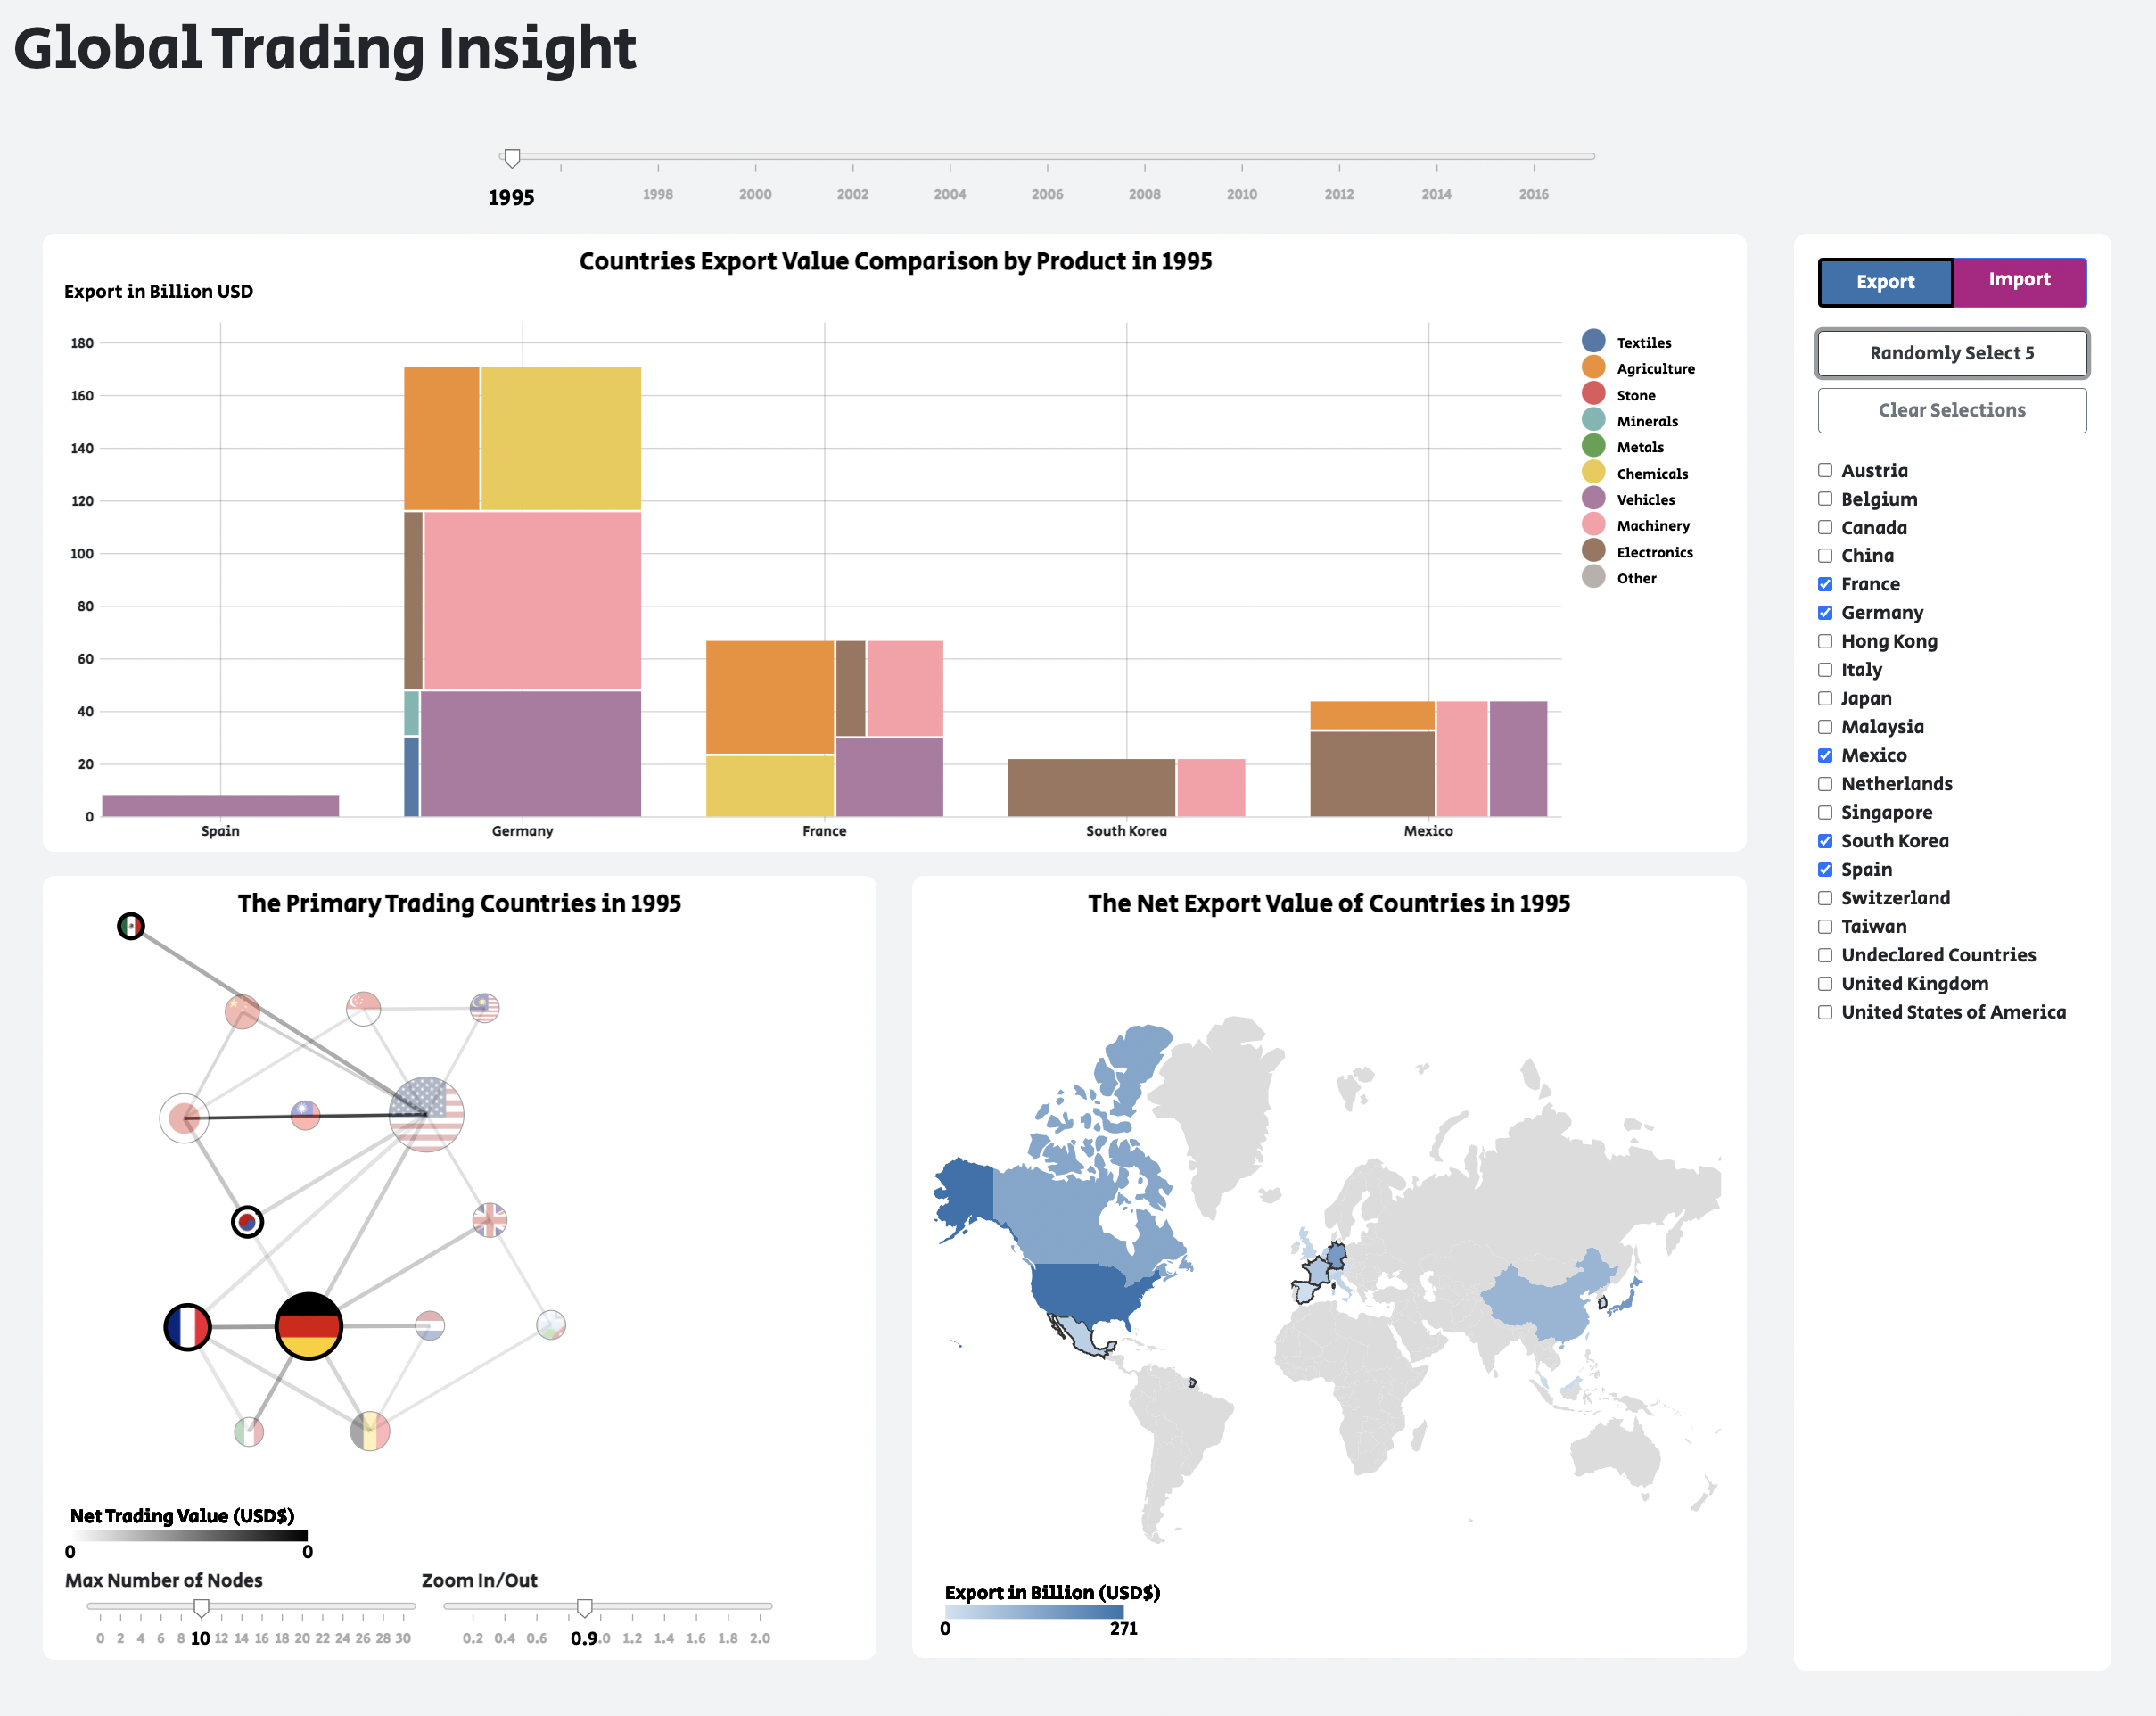 Global Trading Insight
1995 1998 2000 2002 2004 2006 2008 2010 2012 2014 2016
Countries Export Value Comparison by Product in 1995
Export in Billion USD
180
160
140
120
100
80
60
40
20
0
Spain Germany France South Korea Mexico
Textiles
Agriculture
Stone
Minerals
Metals
Chemicals
Vehicles
Machinery
Electronics
Other
Export Import
Randomly Select 5
Clear Selections
Austria
Belgium
Canada
China
France
Germany
Hong Kong
Italy
Japan
Malaysia
Mexico
Netherlands
Singapore
South Korea
Spain
Switzerland
Taiwan
Undeclared Countries
United Kingdom
United States of America
The Primary Trading Countries in 1995
Net Trading Value (USD$)
0 0
Max Number of Nodes
0 2 4 6 8 10 12 14 16 18 20 22 24 26 28 30
Zoom In/Out
0.2 0.4 0.6 0.9 .0 1.2 1.4 1.6 1.8 2.0
The Net Export Value of Countries in 1995
Export in Billion (USD$)
0 271